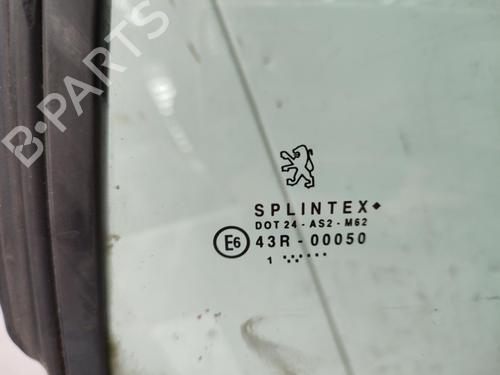 B-PARTS
SPLINTEX
DOT 24 - AS2 - M62
E6 43R - 00050
1